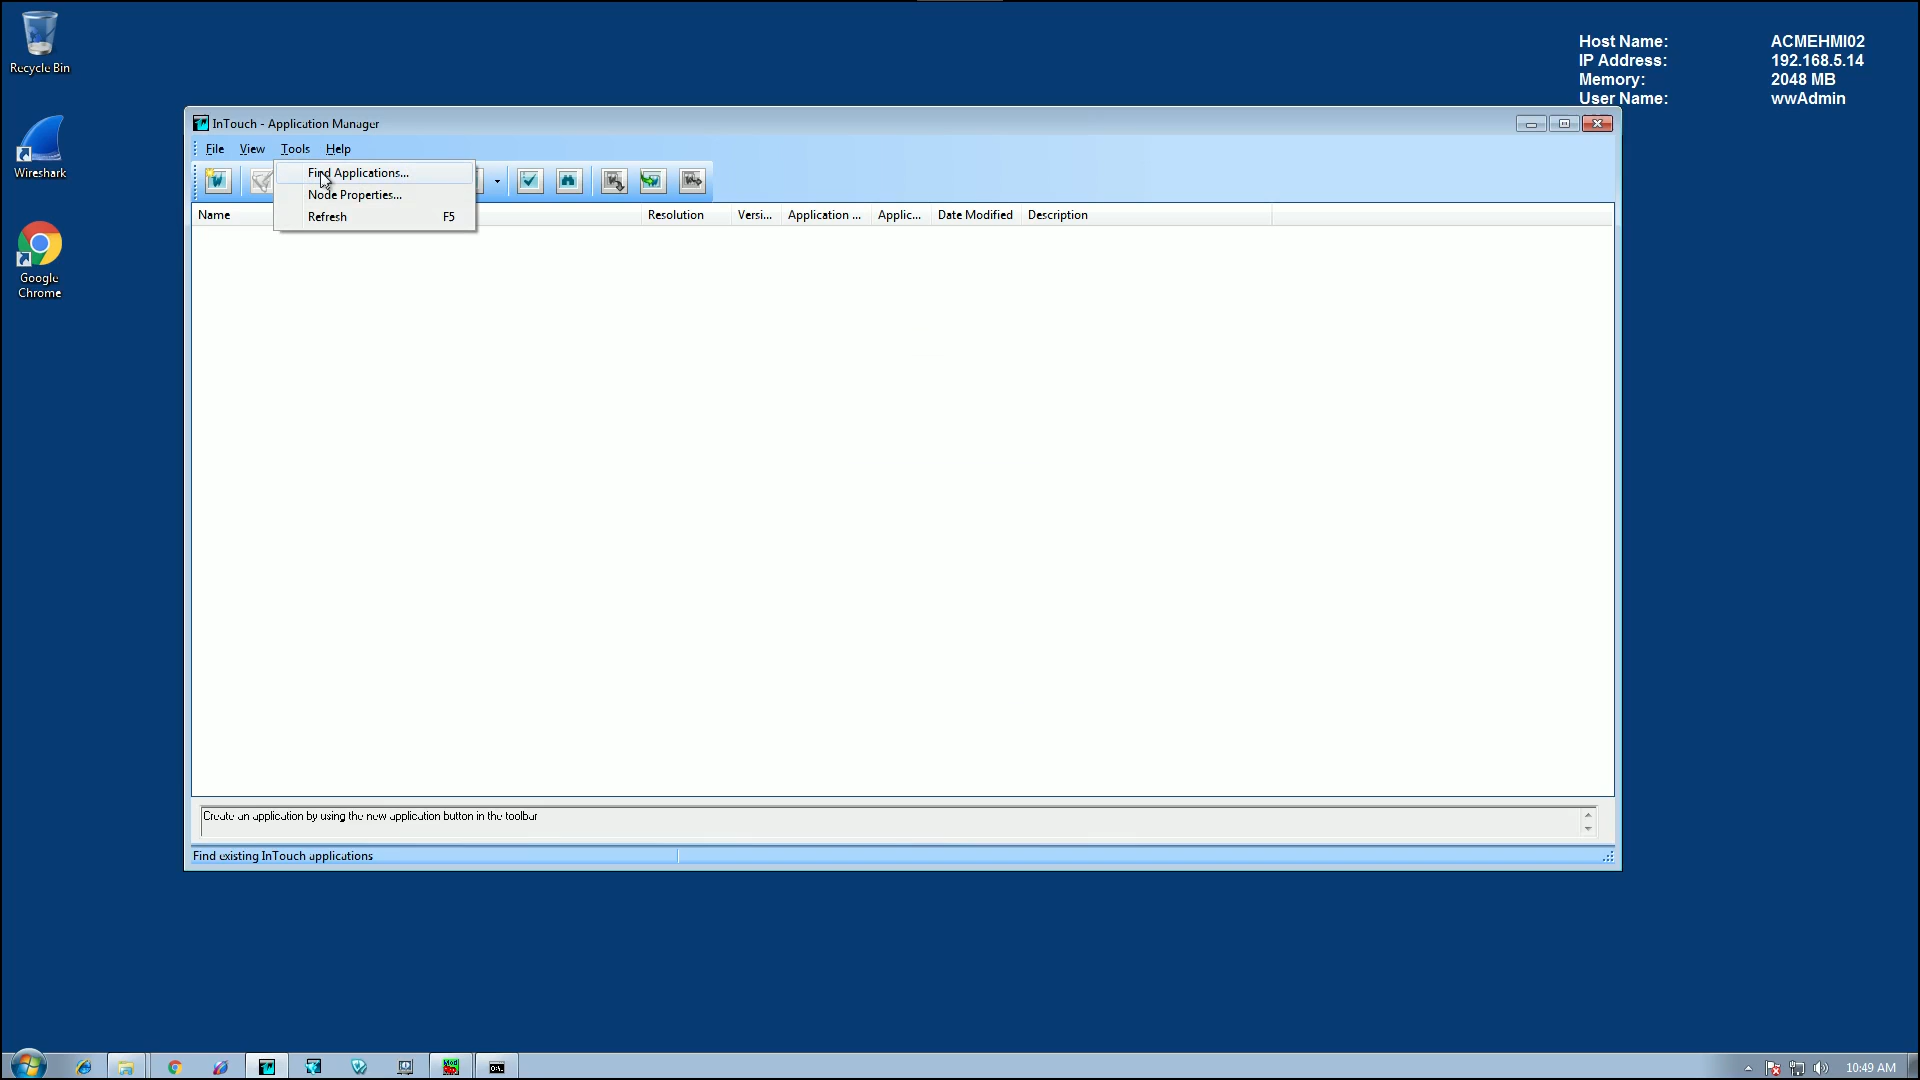 Recycle Bin
Wireshark
Google
Chrome
Host Name: ACMEHMI02
IP Address: 192.168.5.14
Memory: 2048 MB
User Name: wwAdmin
InTouch - Application Manager
File View Tools Help
Find Applications...
Node Properties...
Refresh F5
Name Resolution Versi... Application ... Applic... Date Modified Description
Create an application by using the new application button in the toolbar
Find existing InTouch applications
10:49 AM